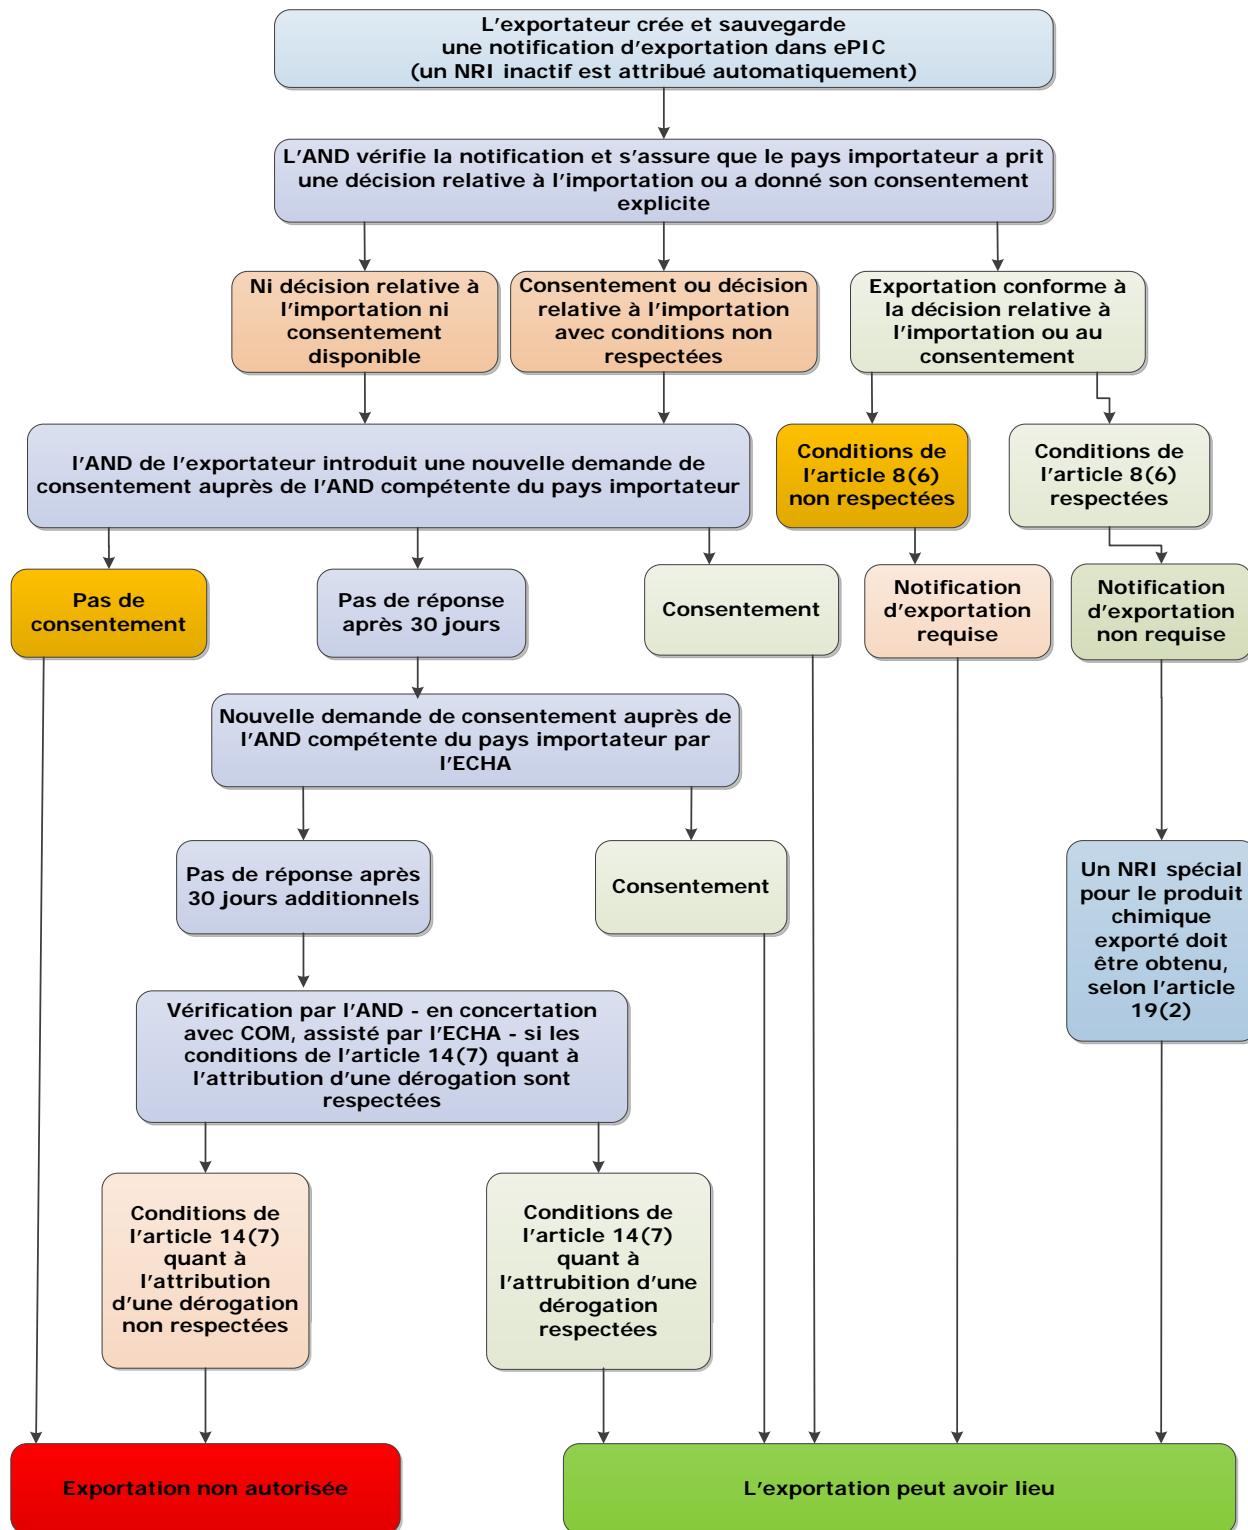 L'exportateur crée et sauvegarde
une notification d'exportation dans ePIC
(un NRI inactif est attribué automatiquement)
L'AND vérifie la notification et s'assure que le pays importateur a prit
une décision relative à l'importation ou a donné son consentement
explicite
Ni décision relative à
l'importation ni
consentement
disponible
Consentement ou décision
relative à l'importation
avec conditions non
respectées
Exportation conforme à
la décision relative à
l'importation ou au
consentement
l'AND de l'exportateur introduit une nouvelle demande de
consentement auprès de l'AND compétente du pays importateur
Conditions de
l'article 8(6)
non respectées
Conditions de
l'article 8(6)
respectées
Pas de
consentement
Pas de réponse
après 30 jours
Consentement
Notification
d'exportation
requise
Notification
d'exportation
non requise
Nouvelle demande de consentement auprès de
l'AND compétente du pays importateur par
l'ECHA
Pas de réponse après
30 jours additionnels
Consentement
Un NRI spécial
pour le produit
chimique
exporté doit
être obtenu,
selon l'article
19(2)
Vérification par l'AND - en concertation
avec COM, assisté par l'ECHA - si les
conditions de l'article 14(7) quant à
l'attribution d'une dérogation sont
respectées
Conditions de
l'article 14(7)
quant à
l'attribution
d'une dérogation
non respectées
Conditions de
l'article 14(7)
quant à
l'attrubition d'une
dérogation
respectées
Exportation non autorisée
L'exportation peut avoir lieu